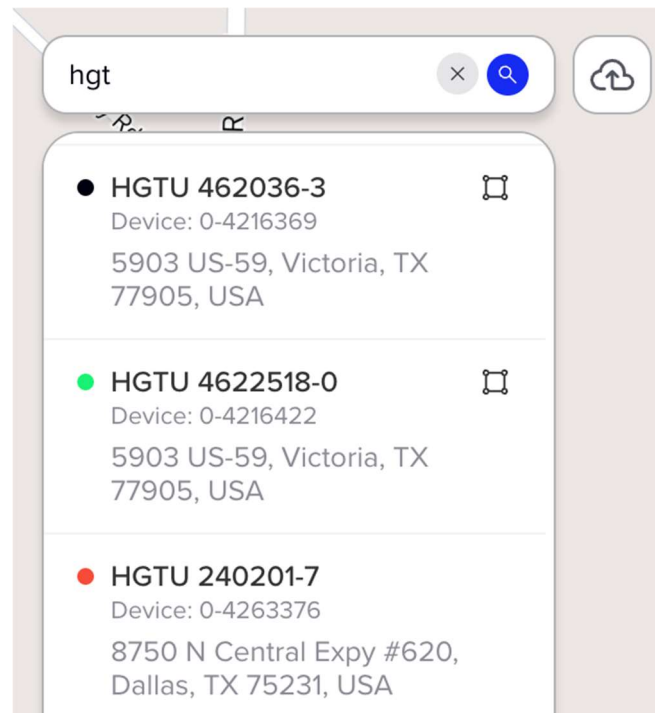 hgt
R
HGTU 462036-3
Device: 0-4216369
5903 US-59, Victoria, TX
77905, USA
HGTU 4622518-0
Device: 0-4216422
5903 US-59, Victoria, TX
77905, USA
HGTU 240201-7
Device: 0-4263376
8750 N Central Expy #620,
Dallas, TX 75231, USA